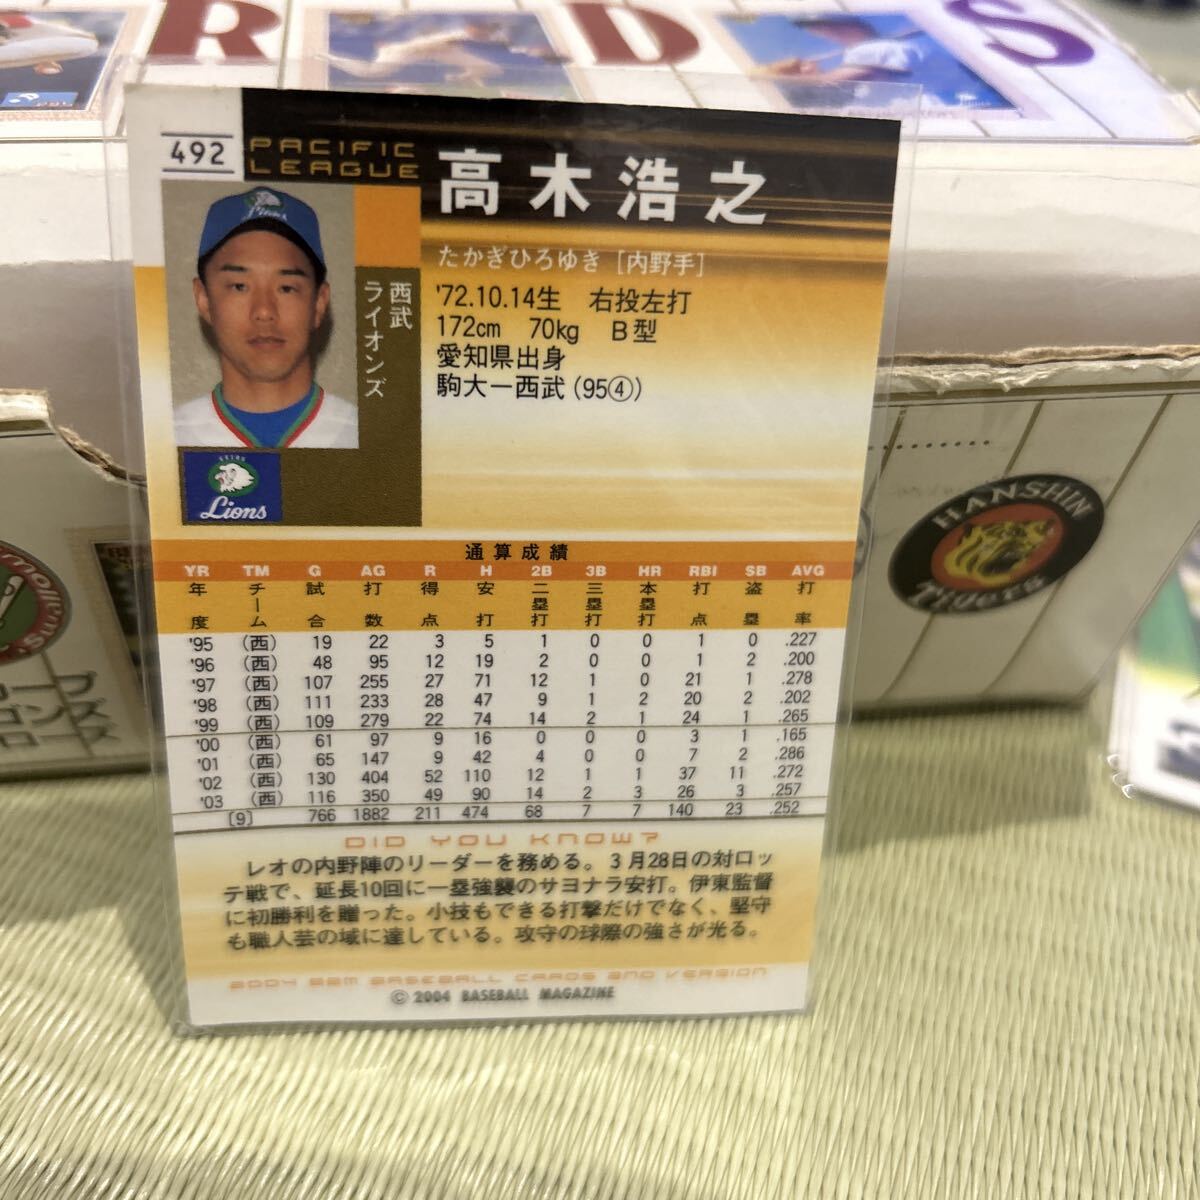 R D S
492
PACIFIC
LEAGUE
高木浩之
たかぎひろゆき [内野手]
'72.10.14生 右投左打
172cm 70kg B型
愛知県出身
駒大ー西武 (95④)
西武
ライオンズ
Lions
SEIBU
Lions
通算成績
YR TM G AG R H 2B 3B HR RBI SB AVG
年度 チーム 試合 打数 得点 安打 二塁打 三塁打 本塁打 打点 盗塁 打率
'95 (西) 19 22 3 5 1 0 0 1 0 .227
'96 (西) 48 95 12 19 2 0 0 1 2 .200
'97 (西) 107 255 27 71 12 1 0 21 1 .278
'98 (西) 111 233 28 47 9 1 2 20 2 .202
'99 (西) 109 279 22 74 14 2 1 24 1 .265
'00 (西) 61 97 9 16 0 0 0 3 1 .165
'01 (西) 65 147 9 42 4 0 0 7 2 .286
'02 (西) 130 404 52 110 12 1 1 37 11 .272
'03 (西) 116 350 49 90 14 2 3 26 3 .257
[9] 766 1882 211 474 68 7 7 140 23 .252
DID YOU KNOW?
レオの内野陣のリーダーを務める。3月28日の対ロッ
テ戦で、延長10回に一塁強襲のサヨナラ安打。伊東監督
に初勝利を贈った。小技もできる打撃だけでなく、堅守
も職人芸の域に達している。攻守の球際の強さが光る。
2004 BBM BASEBALL CARDS 2ND VERSION
© 2004 BASEBALL MAGAZINE
HANSHIN
Tigers